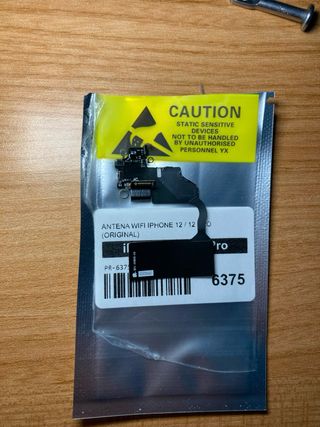 CAUTION
STATIC SENSITIVE
DEVICES
NOT TO BE HANDLED
BY UNAUTHORISED
PERSONNEL YX
ANTENA WIFI IPHONE 12 / 12
(ORIGINAL)
6375